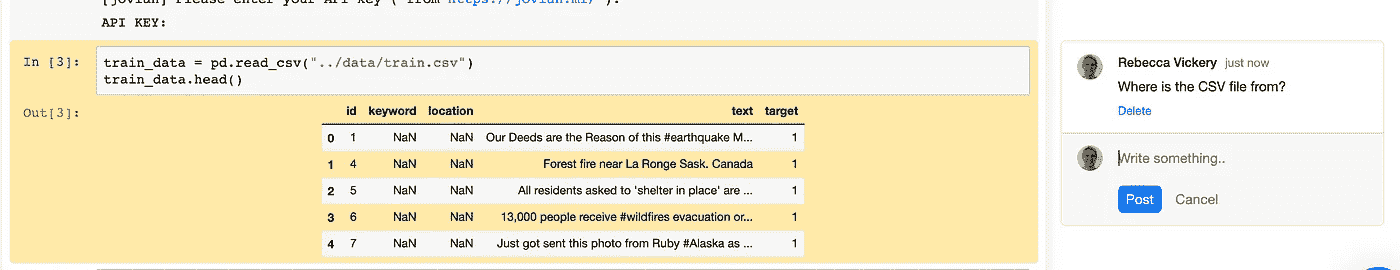 [jovian] Please enter your API key ( from https://jovian.ml/ ):
API KEY:
In [3]:
train_data = pd.read_csv("../data/train.csv")
train_data.head()
Out[3]:
id keyword location text target
0 1 NaN NaN Our Deeds are the Reason of this #earthquake M... 1
1 4 NaN NaN Forest fire near La Ronge Sask. Canada 1
2 5 NaN NaN All residents asked to 'shelter in place' are ... 1
3 6 NaN NaN 13,000 people receive #wildfires evacuation or... 1
4 7 NaN NaN Just got sent this photo from Ruby #Alaska as ... 1
Rebecca Vickery just now
Where is the CSV file from?
Delete
Write something..
Post Cancel